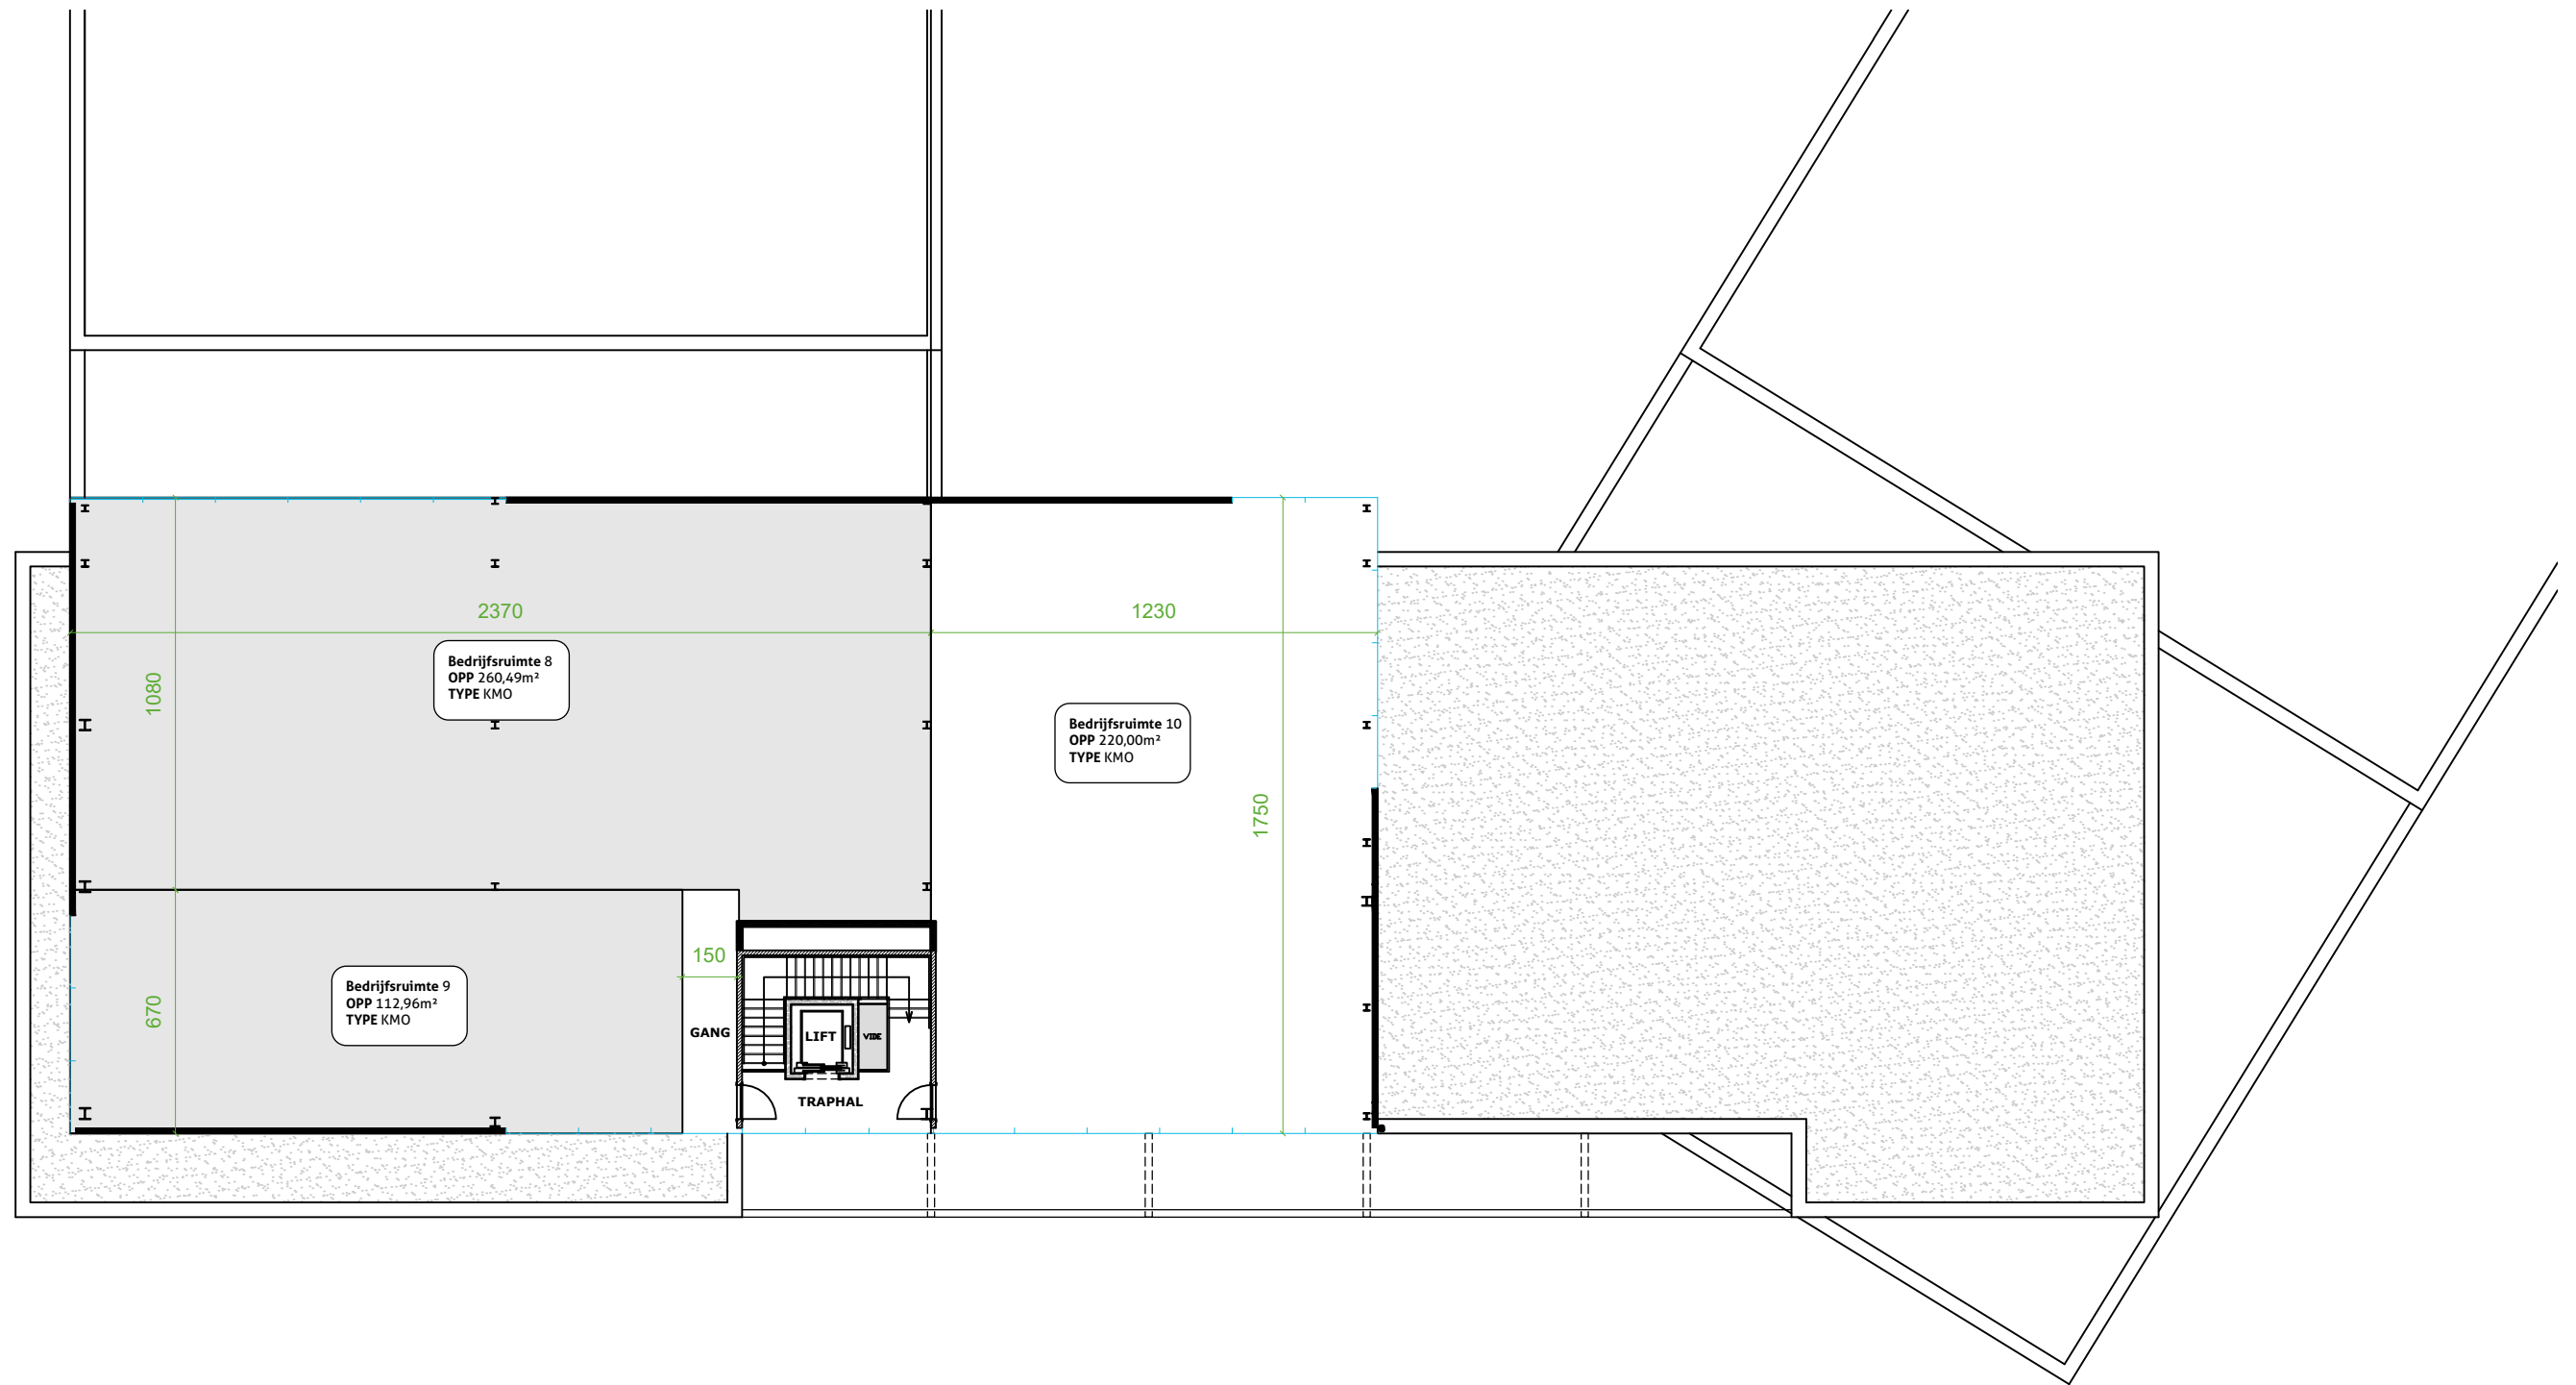 2370
1230
Bedrijfsruimte 8
OPP 260,49m²
TYPE KMO
1080
Bedrijfsruimte 10
OPP 220,00m²
TYPE KMO
1750
150
Bedrijfsruimte 9
OPP 112,96m²
TYPE KMO
670
GANG
LIFT
VIDE
TRAPHAL